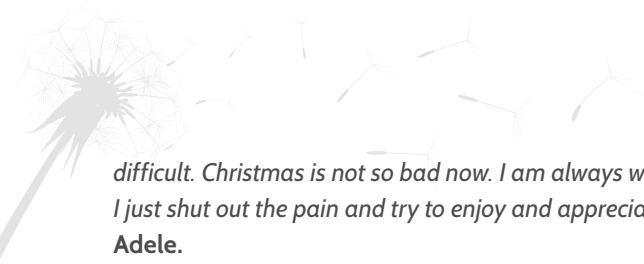 difficult. Christmas is not so bad now. I am always
I just shut out the pain and try to enjoy and
Adele.